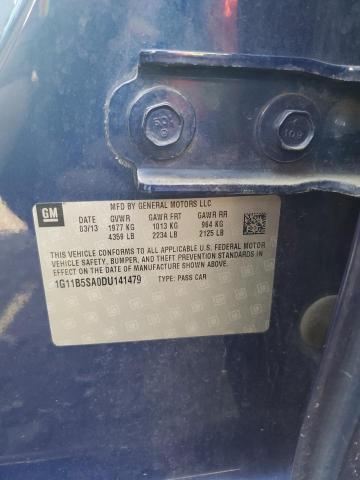 GM
MFD BY GENERAL MOTORS LLC
DATE GVWR GAWR FRT GAWR RR
03/13 1977 KG 1013 KG 964 KG
4359 LB 2234 LB 2125 LB
THIS VEHICLE CONFORMS TO ALL APPLICABLE U.S. FEDERAL MOTOR
VEHICLE SAFETY, BUMPER, AND THEFT PREVENTION STANDARDS IN
EFFECT ON THE DATE OF MANUFACTURE SHOWN ABOVE.
1G11B5SA0DU141479 TYPE: PASS CAR
109